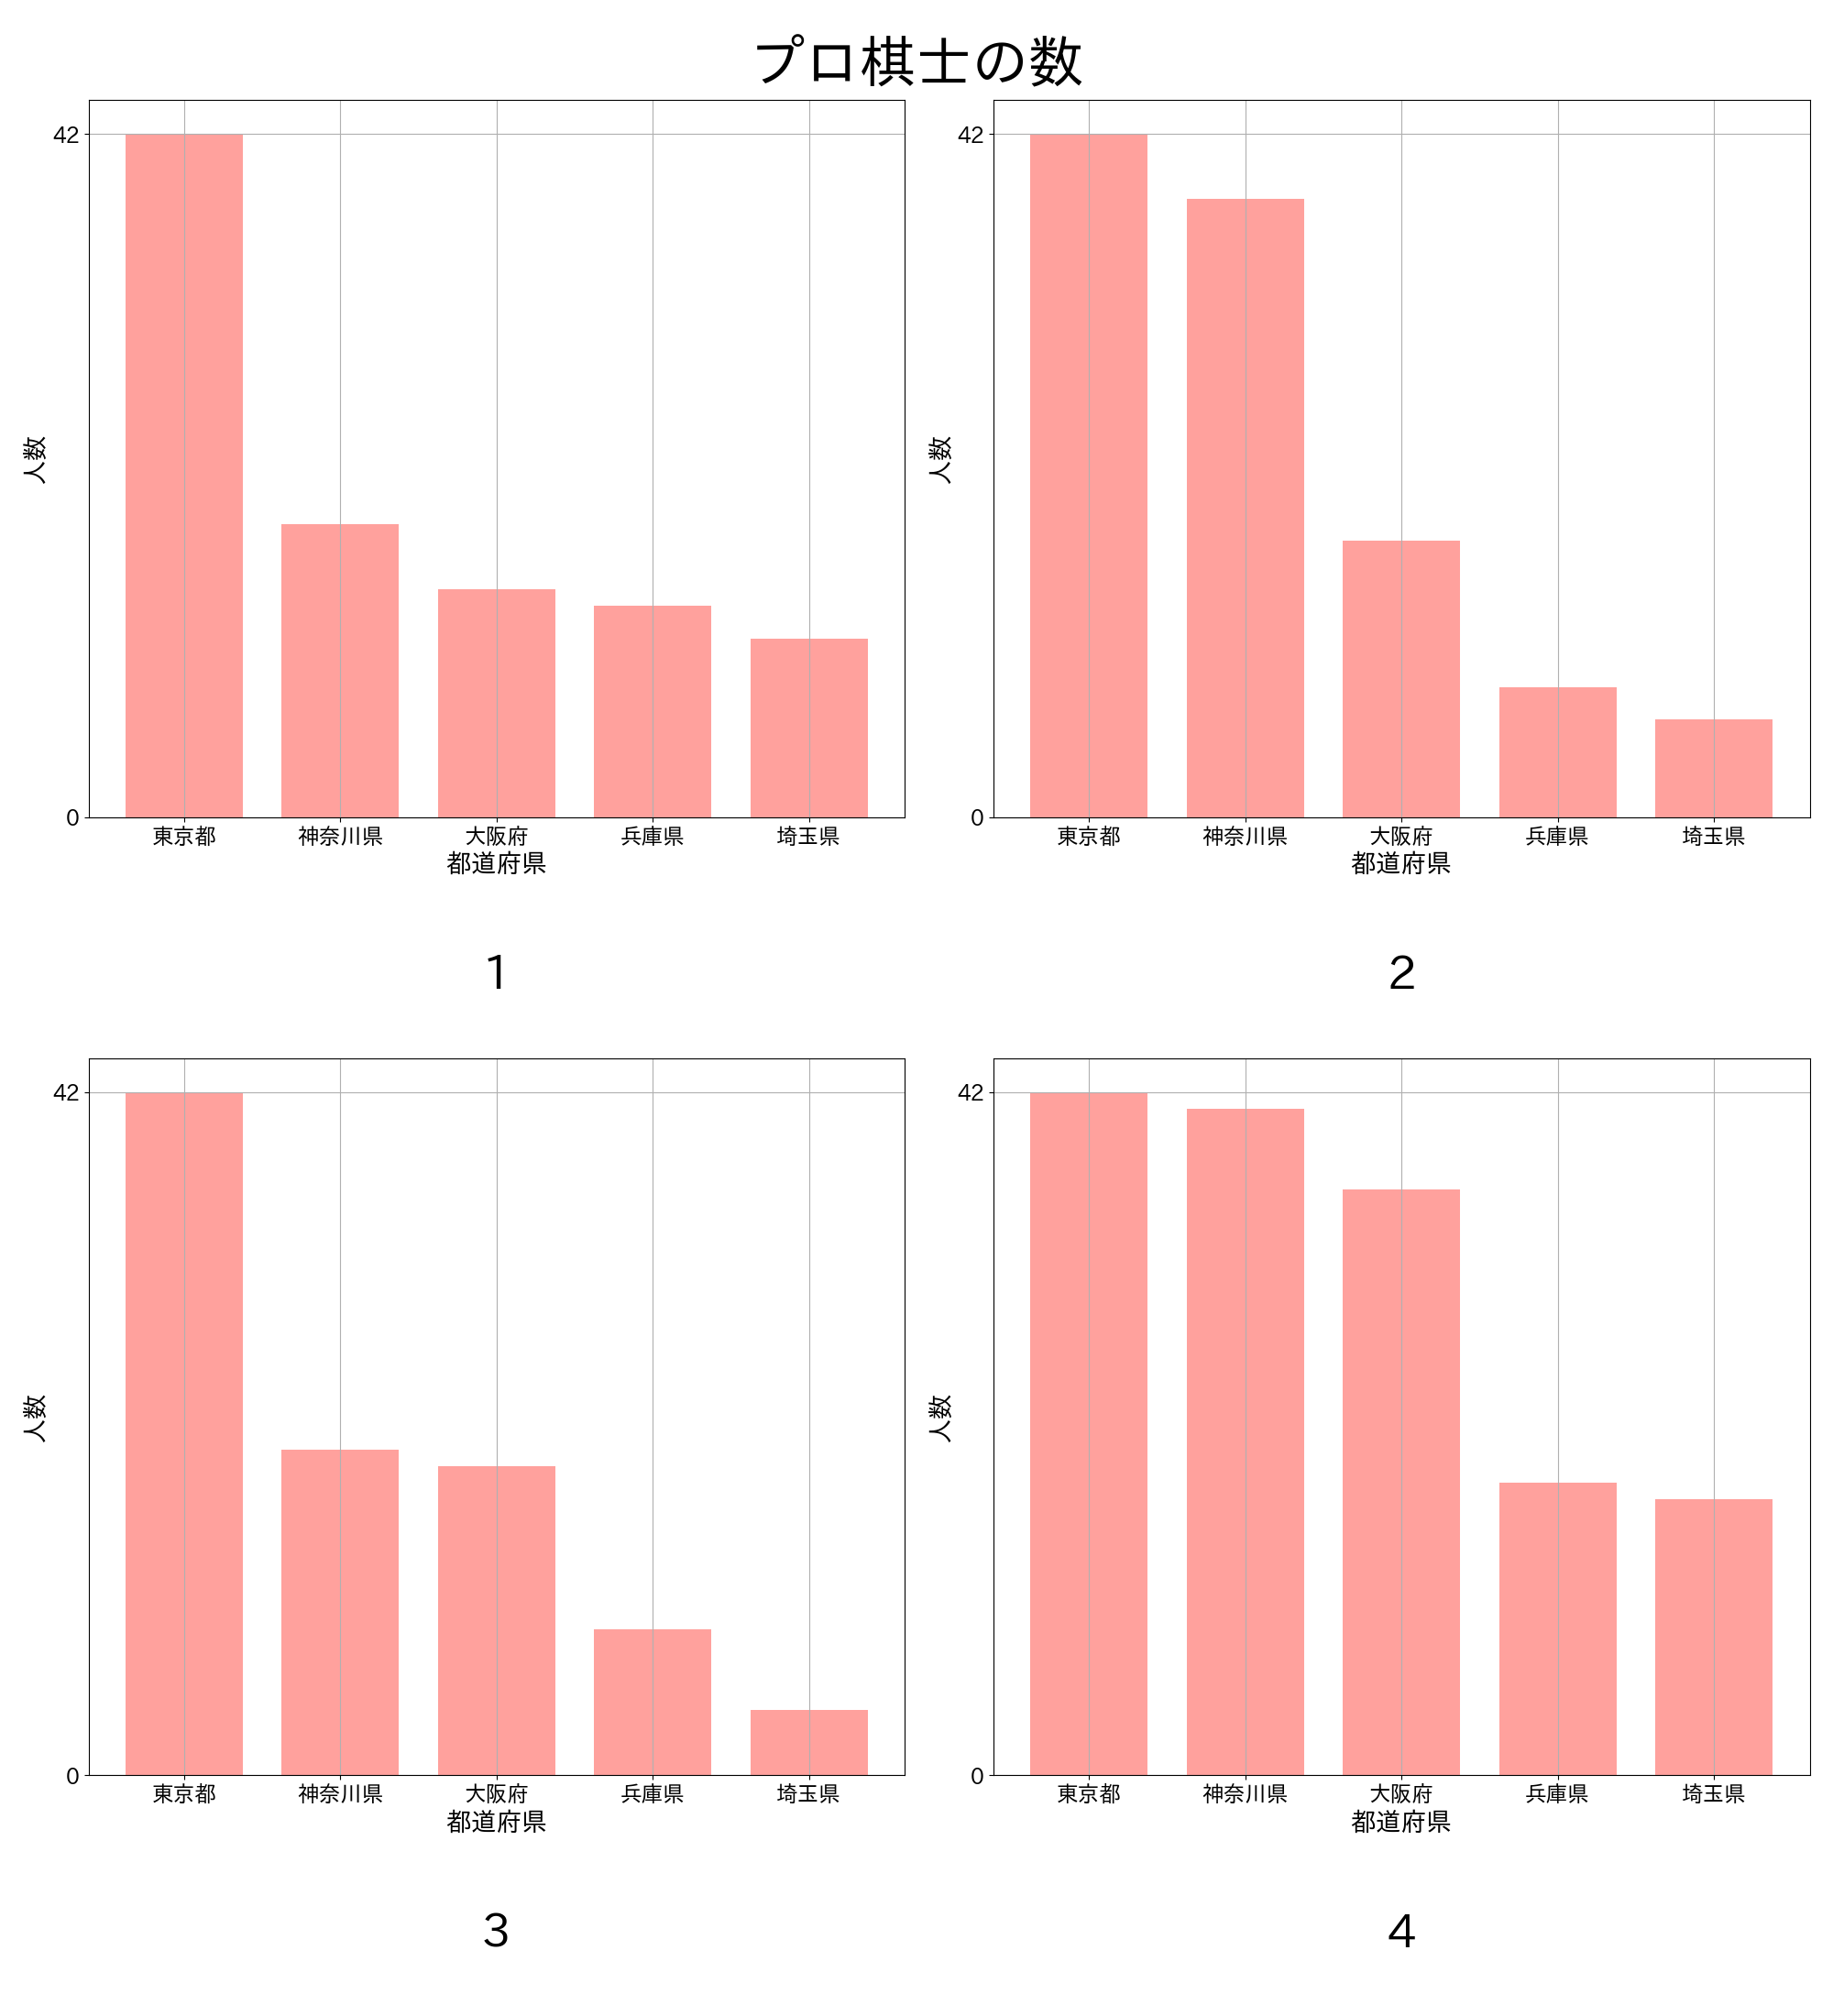 プロ棋士の数
42
0
人数
東京都 神奈川県 大阪府 兵庫県 埼玉県
都道府県
1
42
0
人数
東京都 神奈川県 大阪府 兵庫県 埼玉県
都道府県
2
42
0
人数
東京都 神奈川県 大阪府 兵庫県 埼玉県
都道府県
3
42
0
人数
東京都 神奈川県 大阪府 兵庫県 埼玉県
都道府県
4